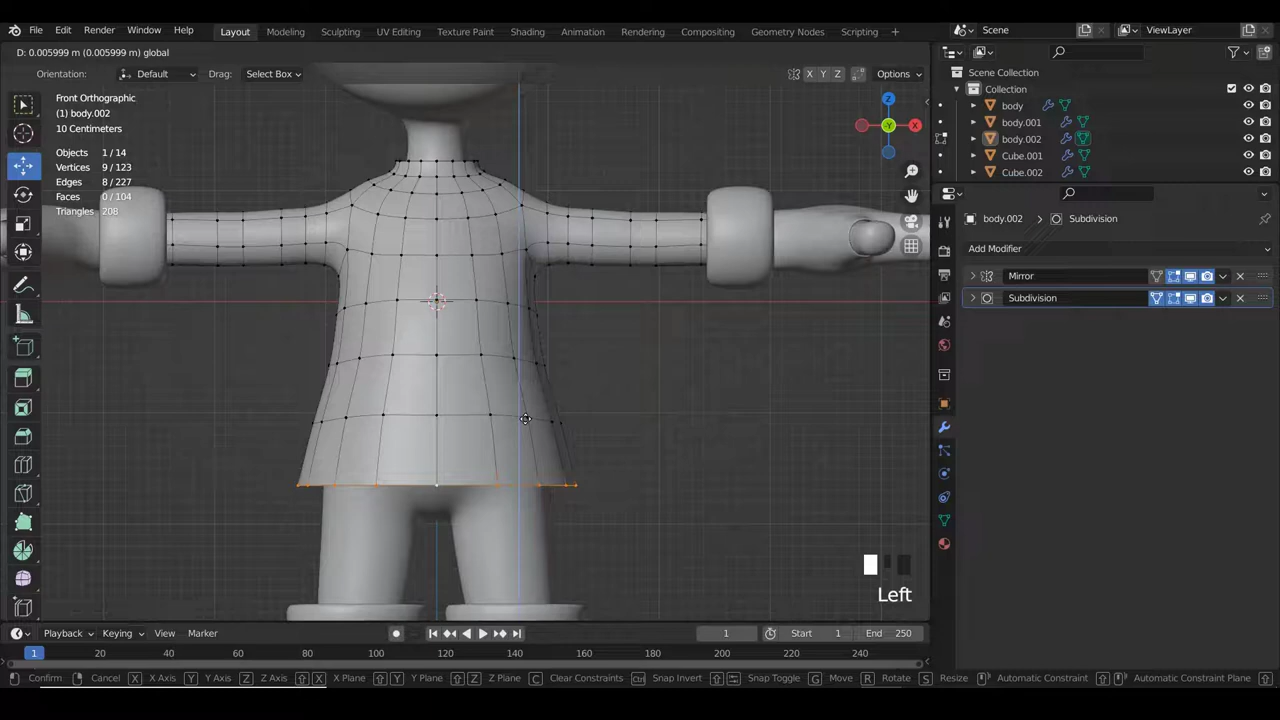 File Edit Render Window Help Layout Modeling Sculpting UV Editing Texture Paint Shading Animation Rendering Compositing Geometry Nodes Scripting Scene ViewLayer
D: 0.005999 m (0.005999 m) global
Orientation: Default Drag: Select Box X Y Z Options
Scene Collection
Collection
body
body.001
body.002
Cube.001
Cube.002
Front Orthographic
(1) body.002
10 Centimeters
Objects 1 / 14
Vertices 9 / 123
Edges 8 / 227
Faces 0 / 104
Triangles 208
Z
X
-Y
body.002 Subdivision
Add Modifier
Mirror
Subdivision
Left
Playback Keying View Marker 1 Start 1 End 250
1 20 40 60 80 100 120 140 160 180 200 220 240
Confirm Cancel X X Axis Y Y Axis Z Z Axis X X Plane Y Y Plane Z Z Plane C Clear Constraints Ctrl Snap Invert Snap Toggle G Move R Rotate S Resize Automatic Constraint Automatic Constraint Plane